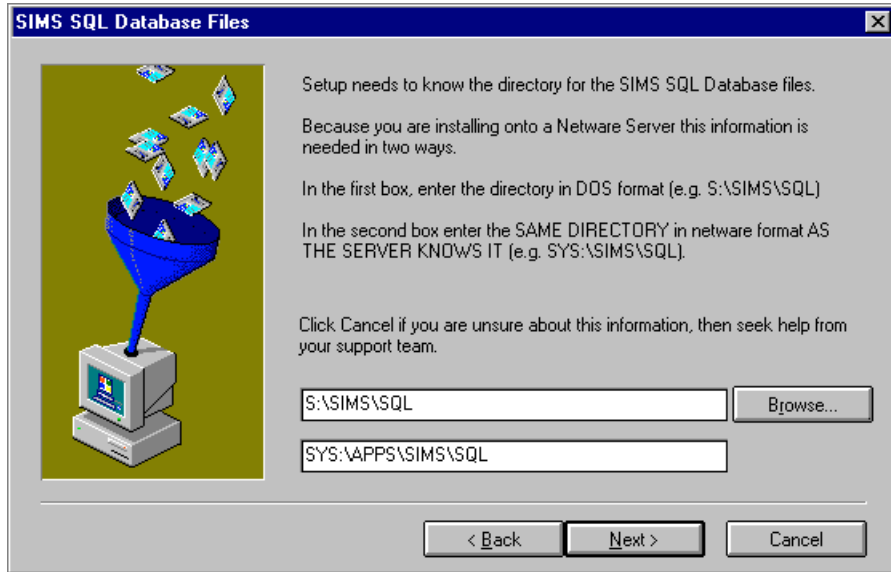 SIMS SQL Database Files
Setup needs to know the directory for the SIMS SQL Database files.
Because you are installing onto a Netware Server this information is
needed in two ways.
In the first box, enter the directory in DOS format (e.g. S:\SIMS\SQL)
In the second box enter the SAME DIRECTORY in netware format AS
THE SERVER KNOWS IT (e.g. SYS:\SIMS\SQL).
Click Cancel if you are unsure about this information, then seek help from
your support team.
S:\SIMS\SQL
Browse...
SYS:\APPS\SIMS\SQL
< Back
Next >
Cancel